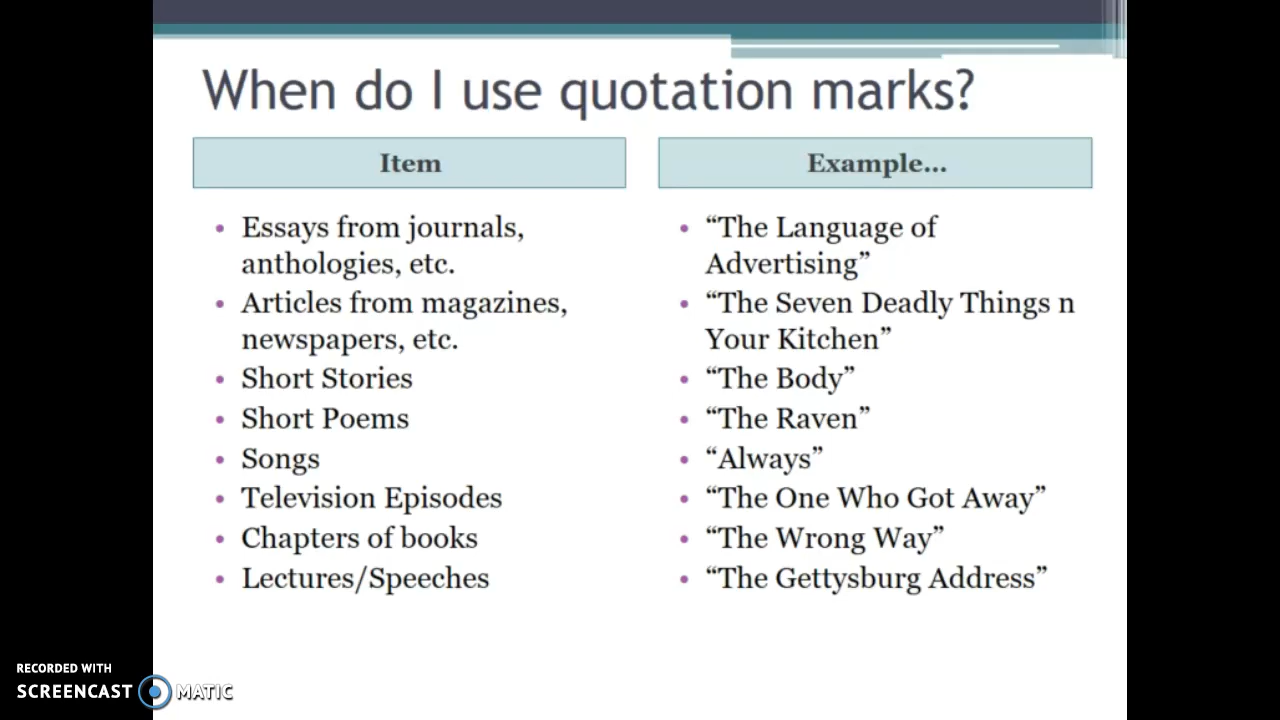 When do I use quotation marks?
Item
Essays from journals,
anthologies, etc.
Articles from magazines,
newspapers, etc.
Short Stories
Short Poems
Songs
Television Episodes
Chapters of books
Lectures/Speeches
Example...
“The Language of
Advertising”
“The Seven Deadly Things n
Your Kitchen”
“The Body”
“The Raven”
“Always”
“The One Who Got Away”
“The Wrong Way”
“The Gettysburg Address”
RECORDED WITH
SCREENCAST MATIC